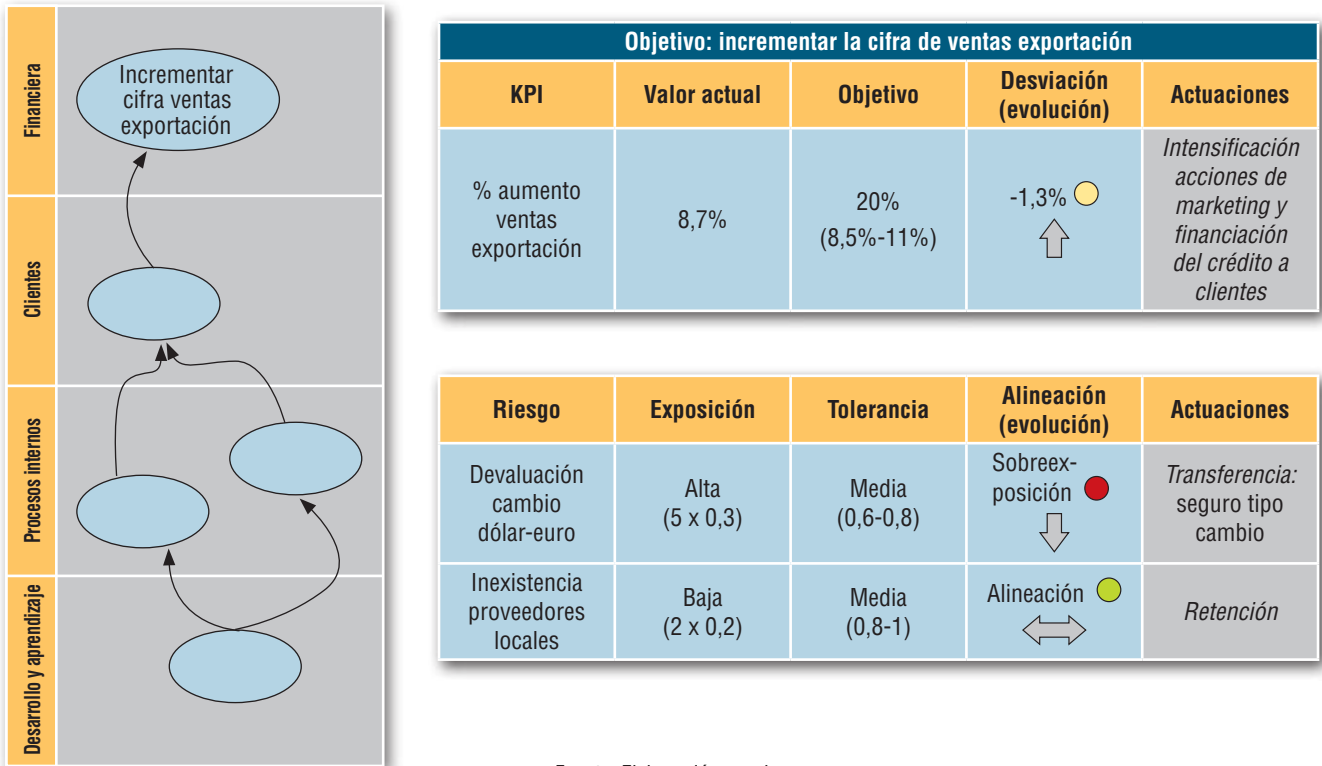 Financiera
Incrementar
cifra ventas
exportación
Clientes
Procesos internos
Desarrollo y aprendizaje
Objetivo: incrementar la cifra de ventas exportación
KPI
Valor actual
Objetivo
Desviación
(evolución)
Actuaciones
% aumento
ventas
exportación
8,7%
20%
(8,5%-11%)
-1,3%
Intensificación
acciones de
marketing y
financiación
del crédito a
clientes
Riesgo
Exposición
Tolerancia
Alineación
(evolución)
Actuaciones
Devaluación
cambio
dólar-euro
Alta
(5 x 0,3)
Media
(0,6-0,8)
Sobreex-
posición
Transferencia:
seguro tipo
cambio
Inexistencia
proveedores
locales
Baja
(2 x 0,2)
Media
(0,8-1)
Alineación
Retención